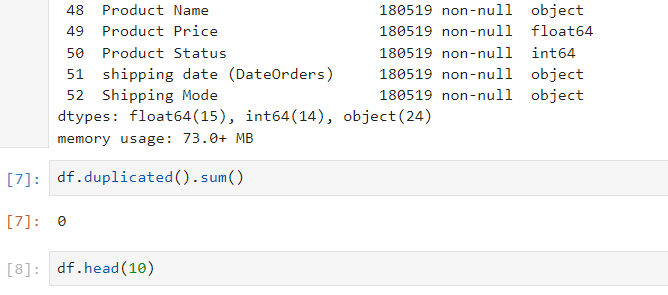 48 Product Name 180519 non-null object
49 Product Price 180519 non-null float64
50 Product Status 180519 non-null int64
51 shipping date (DateOrders) 180519 non-null object
52 Shipping Mode 180519 non-null object
dtypes: float64(15), int64(14), object(24)
memory usage: 73.0+ MB
[7]: df.duplicated().sum()
[7]: 0
[8]: df.head(10)